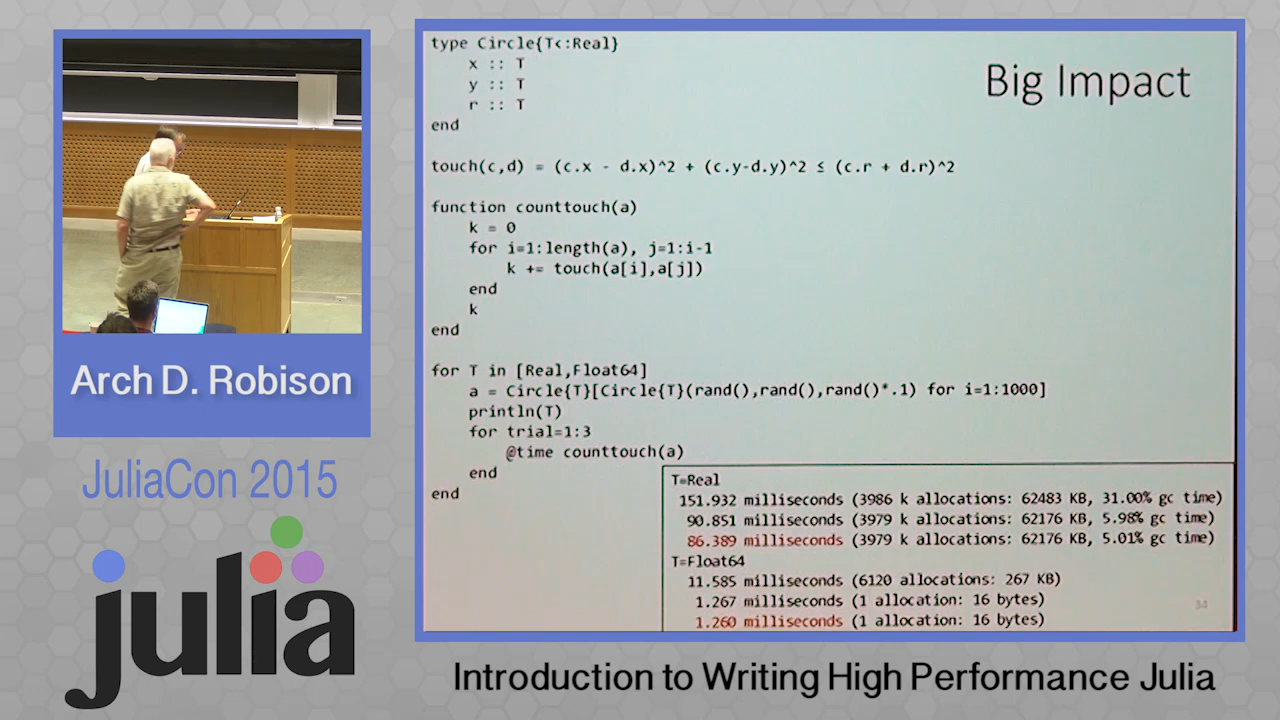 type Circle{T<:Real}
x :: T
y :: T
r :: T
end
Big Impact
touch(c,d) = (c.x - d.x)^2 + (c.y-d.y)^2 ≤ (c.r + d.r)^2
function counttouch(a)
k = 0
for i=1:length(a), j=1:i-1
k += touch(a[i],a[j])
end
k
end
for T in [Real,Float64]
a = Circle{T}[Circle{T}(rand(),rand(),rand()*.1) for i=1:1000]
println(T)
for trial=1:3
@time counttouch(a)
end
end
T=Real
151.932 milliseconds (3986 k allocations: 62483 KB, 31.00% gc time)
90.851 milliseconds (3979 k allocations: 62176 KB, 5.98% gc time)
86.389 milliseconds (3979 k allocations: 62176 KB, 5.01% gc time)
T=Float64
11.585 milliseconds (6120 allocations: 267 KB)
1.267 milliseconds (1 allocation: 16 bytes)
1.260 milliseconds (1 allocation: 16 bytes)
34
Arch D. Robison
JuliaCon 2015
julia
Introduction to Writing High Performance Julia